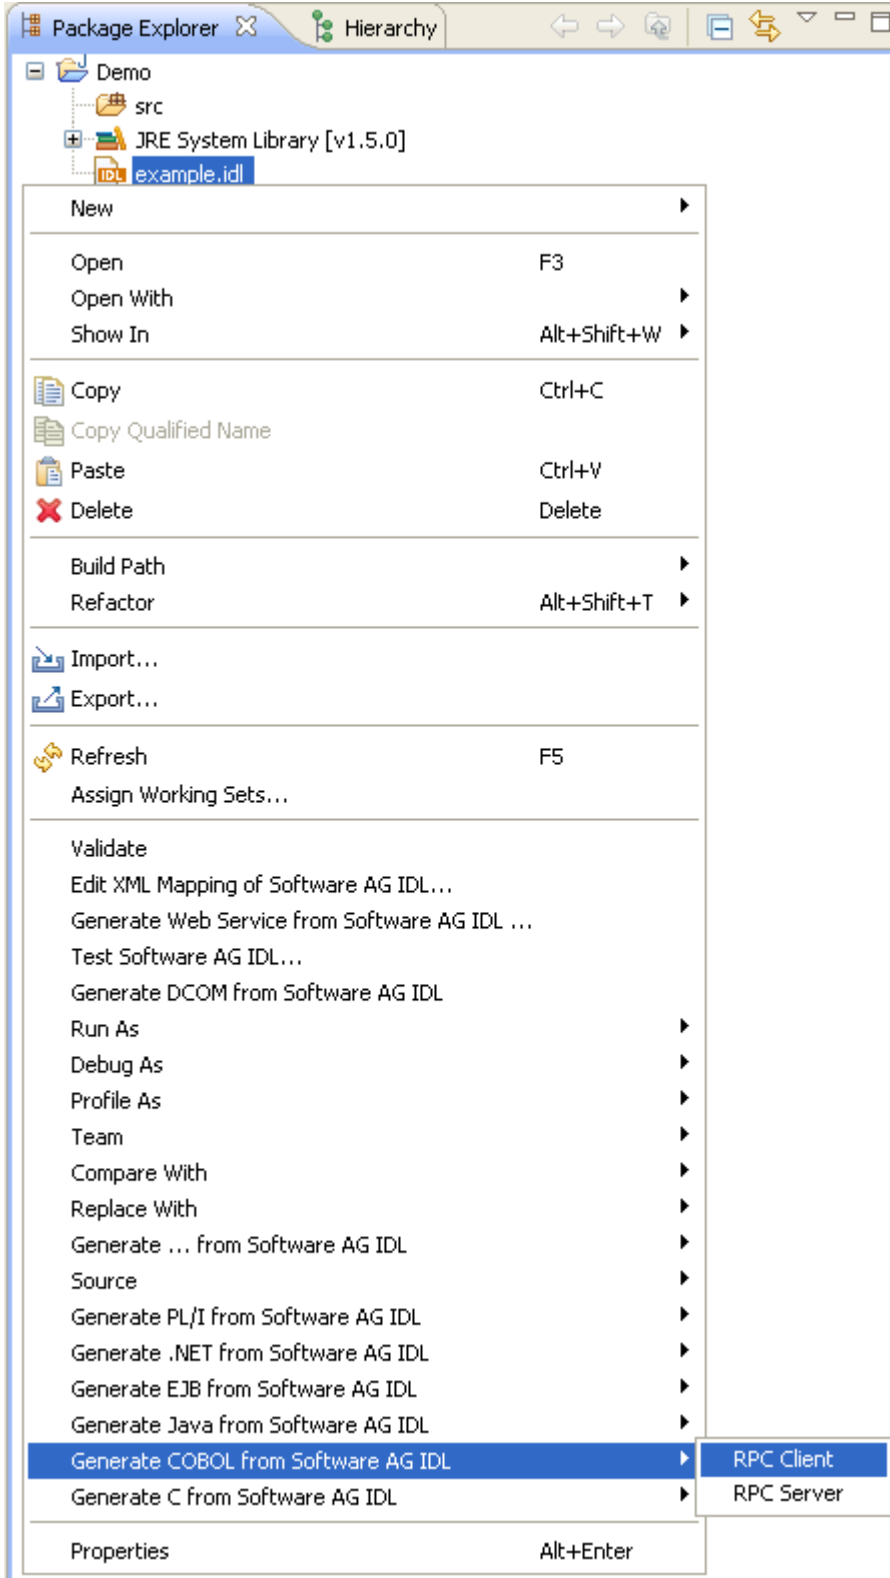 Package Explorer Hierarchy
Demo
src
JRE System Library [v1.5.0]
IDL example.idl
New
Open F3
Open With
Show In Alt+Shift+W
Copy Ctrl+C
Copy Qualified Name
Paste Ctrl+V
Delete Delete
Build Path
Refactor Alt+Shift+T
Import...
Export...
Refresh F5
Assign Working Sets...
Validate
Edit XML Mapping of Software AG IDL...
Generate Web Service from Software AG IDL ...
Test Software AG IDL...
Generate DCOM from Software AG IDL
Run As
Debug As
Profile As
Team
Compare With
Replace With
Generate ... from Software AG IDL
Source
Generate PL/I from Software AG IDL
Generate .NET from Software AG IDL
Generate EJB from Software AG IDL
Generate Java from Software AG IDL
Generate COBOL from Software AG IDL RPC Client
Generate C from Software AG IDL RPC Server
Properties Alt+Enter